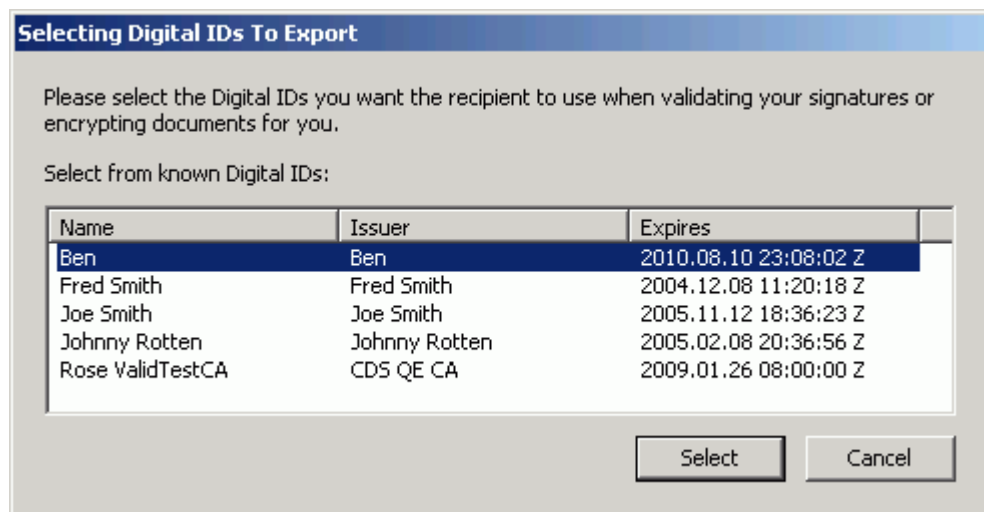 Selecting Digital IDs To Export
Please select the Digital IDs you want the recipient to use when validating your signatures or
encrypting documents for you.
Select from known Digital IDs:
Name Issuer Expires
Ben Ben 2010.08.10 23:08:02 Z
Fred Smith Fred Smith 2004.12.08 11:20:18 Z
Joe Smith Joe Smith 2005.11.12 18:36:23 Z
Johnny Rotten Johnny Rotten 2005.02.08 20:36:56 Z
Rose ValidTestCA CDS QE CA 2009.01.26 08:00:00 Z
Select Cancel